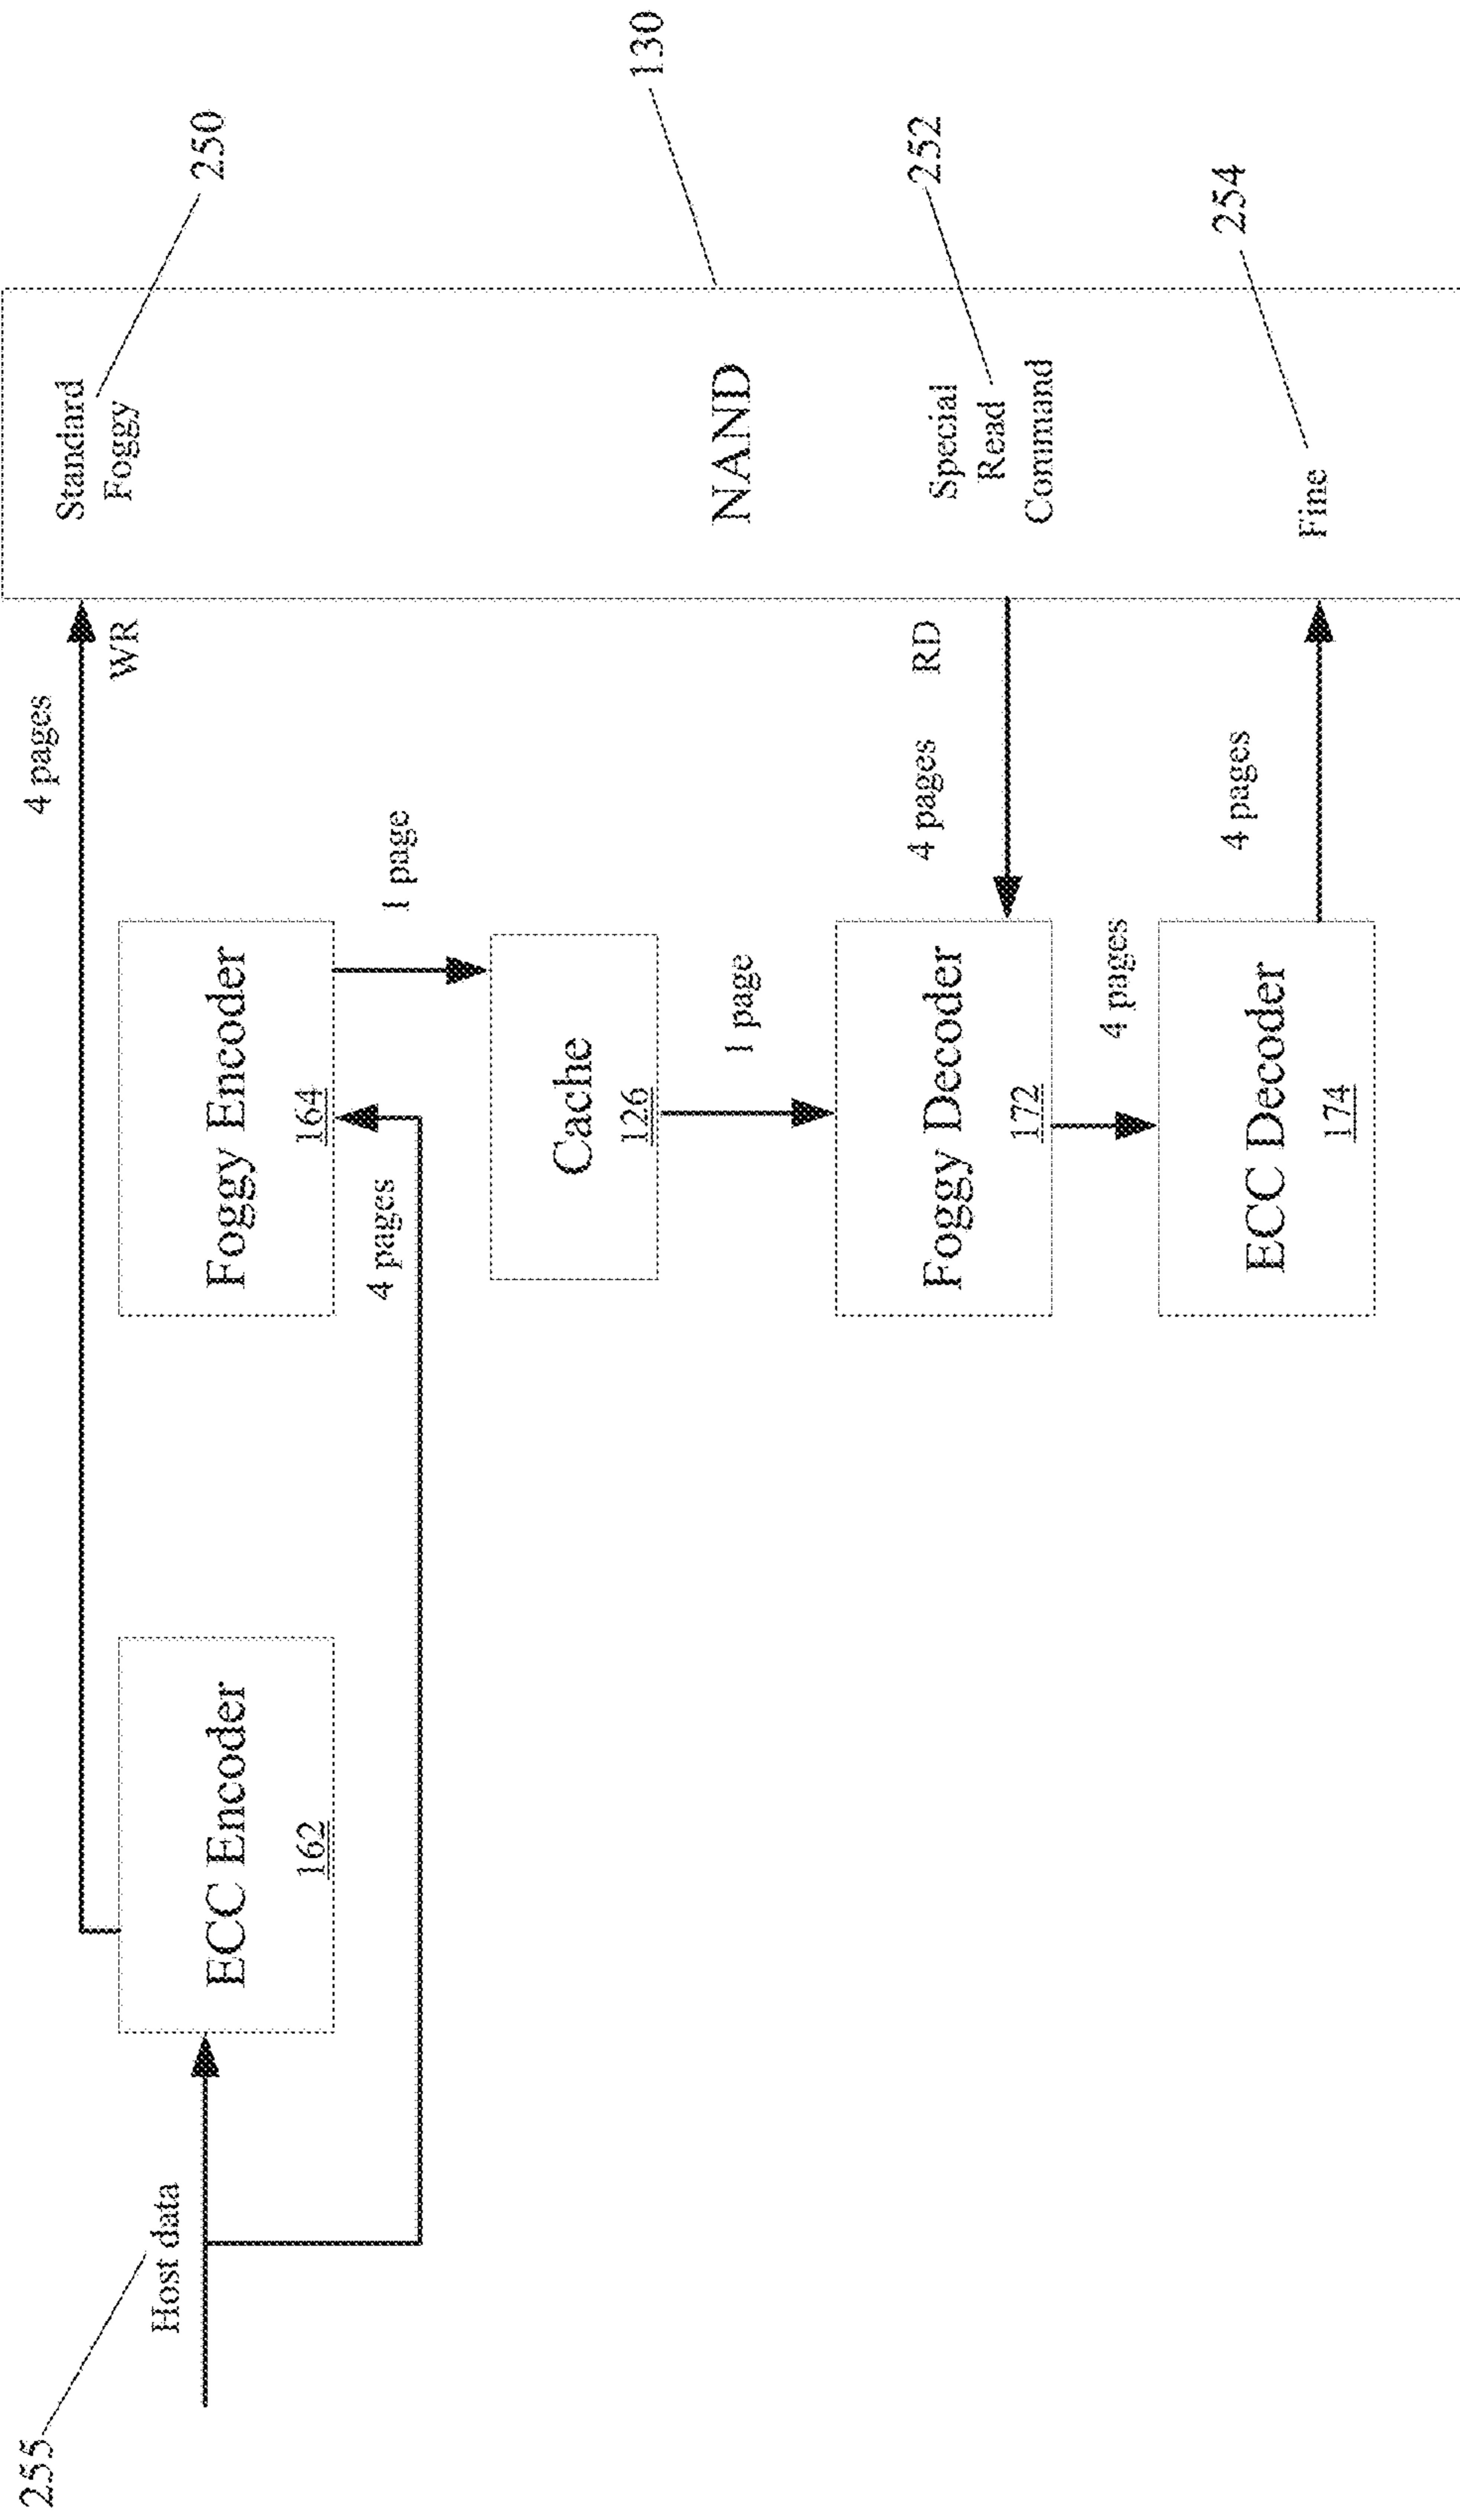 255
Host data
ECC Encoder
162
4 pages
WR
Standard
Foggy
250
4 pages
Foggy Encoder
164
1 page
Cache
126
1 page
NAND
130
Foggy Decoder
172
4 pages
RD
Special
Read
Command
252
4 pages
ECC Decoder
174
4 pages
Fine
254